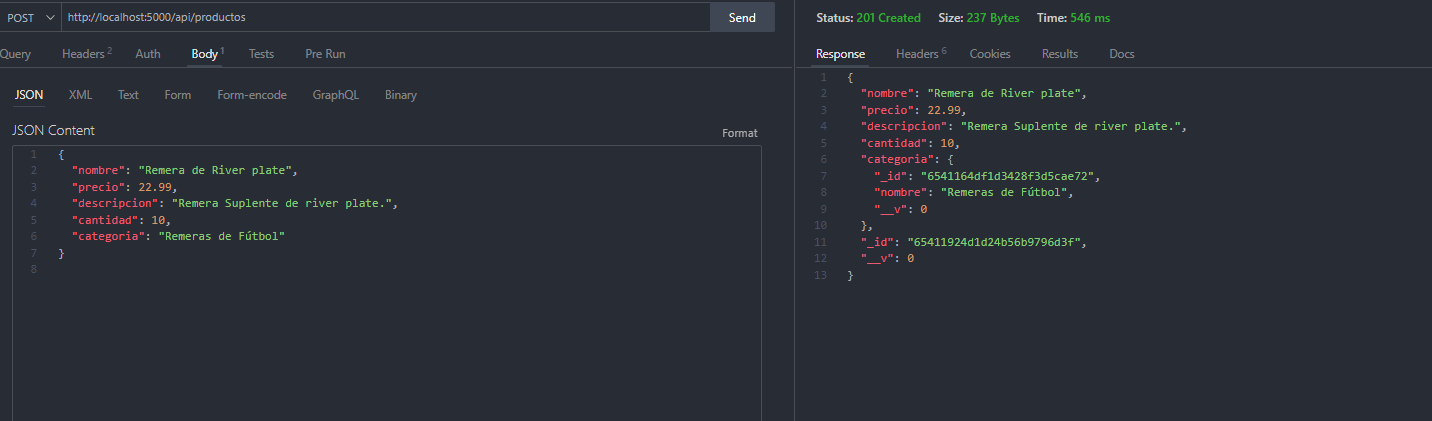 POST http://localhost:5000/api/productos Send
Query Headers 2 Auth Body 1 Tests Pre Run
JSON XML Text Form Form-encode GraphQL Binary
JSON Content Format
1 {
2 "nombre": "Remera de River plate",
3 "precio": 22.99,
4 "descripcion": "Remera Suplente de river plate.",
5 "cantidad": 10,
6 "categoria": "Remeras de Fútbol"
7 }
8
Status: 201 Created Size: 237 Bytes Time: 546 ms
Response Headers 6 Cookies Results Docs
1 {
2 "nombre": "Remera de River plate",
3 "precio": 22.99,
4 "descripcion": "Remera Suplente de river plate.",
5 "cantidad": 10,
6 "categoria": {
7 "_id": "6541164df1d3428f3d5cae72",
8 "nombre": "Remeras de Fútbol",
9 "__v": 0
10 },
11 "_id": "65411924d1d24b56b9796d3f",
12 "__v": 0
13 }